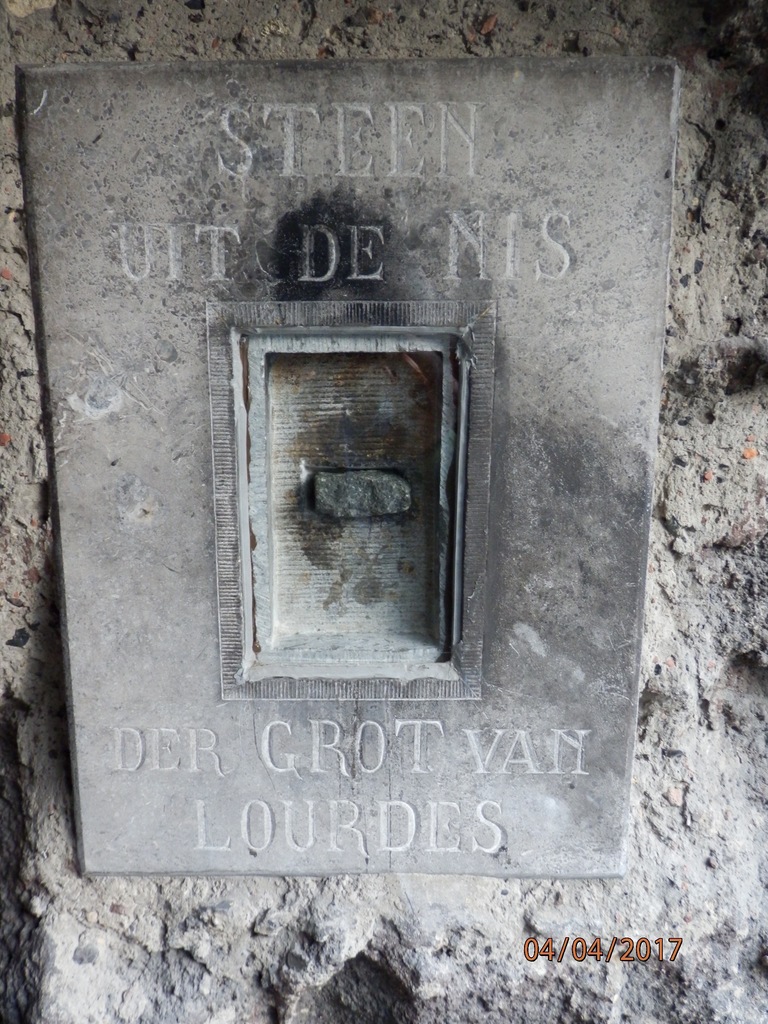 STEEN
UIT DE NIS
DER GROT VAN
LOURDES
04/04/2017